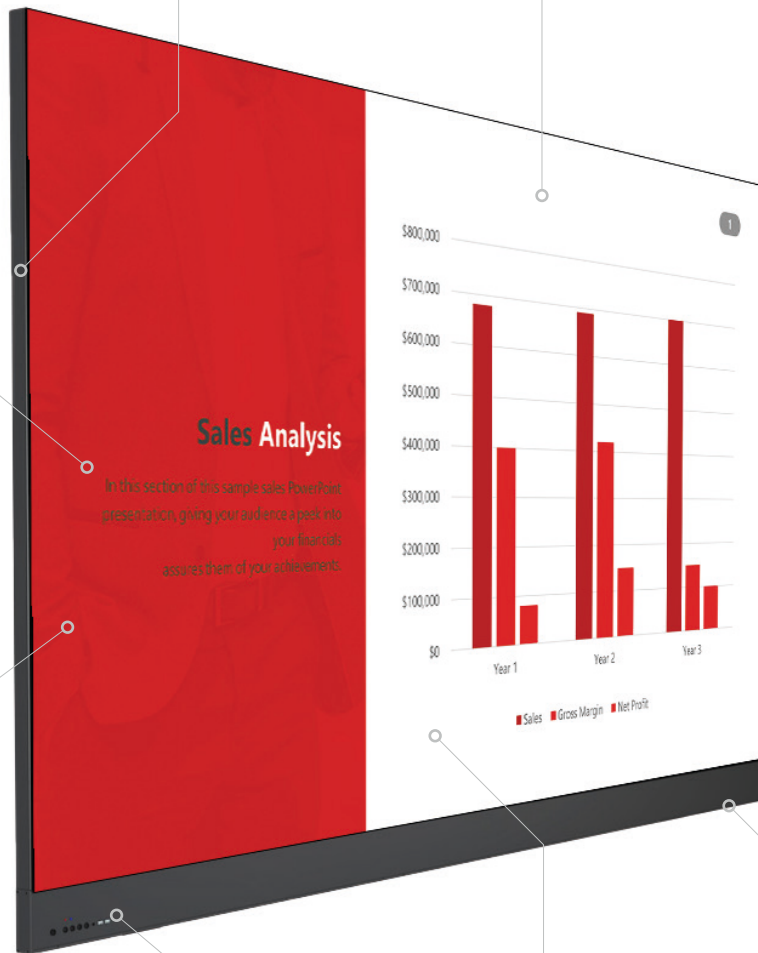 Sales Analysis
In this section of this sample sales PowerPoint
presentation, giving your audience a peek into
your financials
assures them of your achievements.
1
$800,000
$700,000
$600,000
$500,000
$400,000
$300,000
$200,000
$100,000
$0
Year 1 Year 2 Year 3
Sales Gross Margin Net Profit